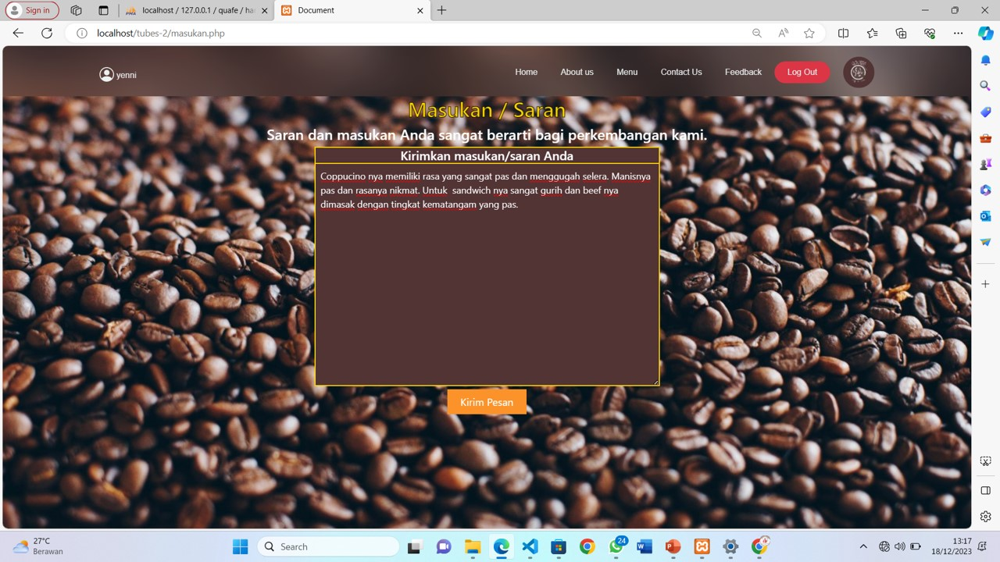 Sign in
localhost / 127.0.0.1 / quafe / ha
Document
localhost/tubes-2/masukan.php
yenni
Home
About us
Menu
Contact Us
Feedback
Log Out
Masukan / Saran
Saran dan masukan Anda sangat berarti bagi perkembangan kami.
Kirimkan masukan/saran Anda
Coppucino nya memiliki rasa yang sangat pas dan menggugah selera. Manisnya
pas dan rasanya nikmat. Untuk  sandwich nya sangat gurih dan beef nya
dimasak dengan tingkat kematangam yang pas.
Kirim Pesan
27°C
Berawan
Search
24
13:17
18/12/2023